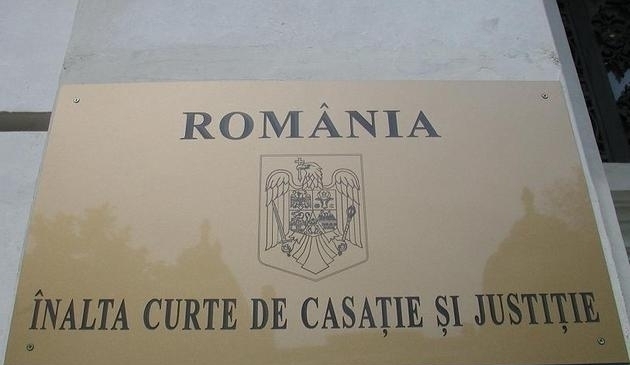 ROMÂNIA
ÎNALTA CURTE DE CASAȚIE ȘI JUSTIȚIE